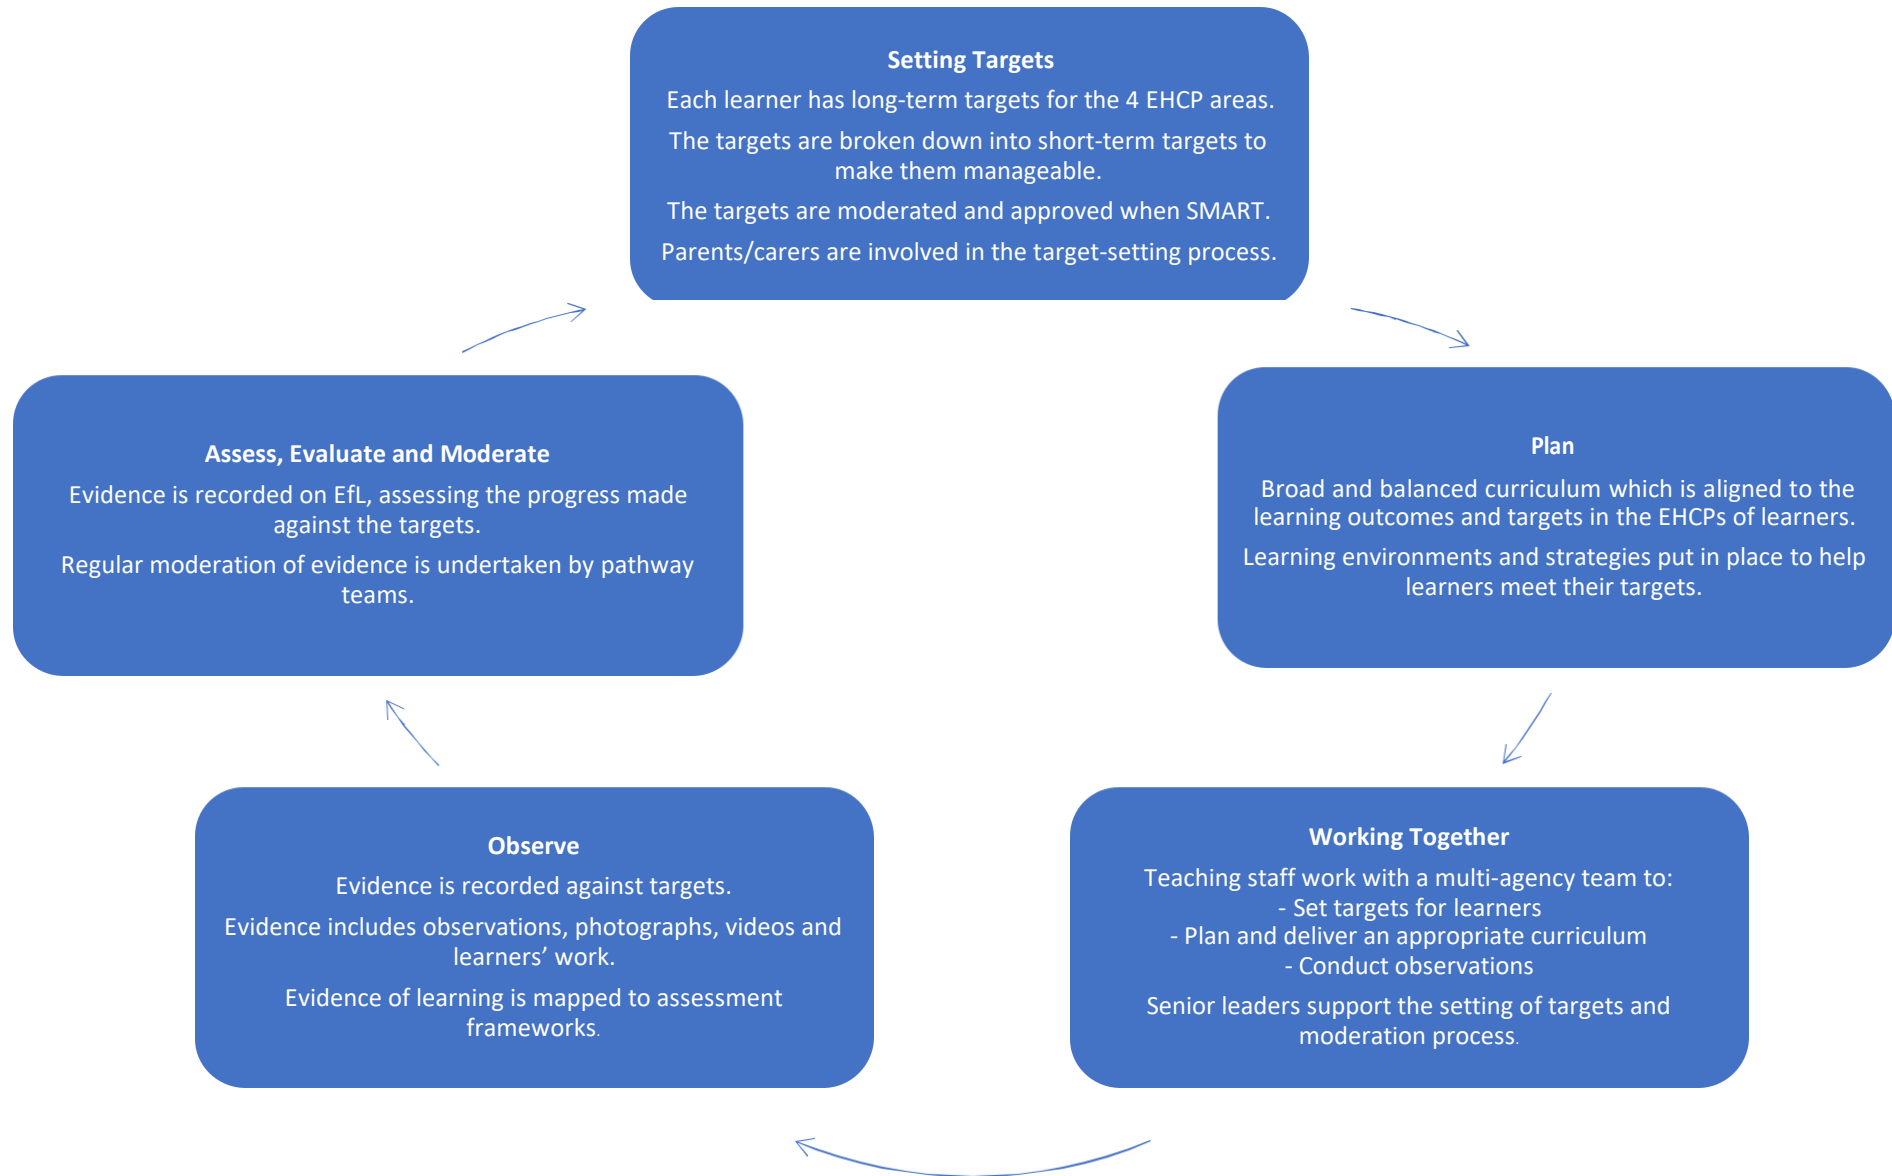 Setting Targets
Each learner has long-term targets for the 4 EHCP areas.
The targets are broken down into short-term targets to
make them manageable.
The targets are moderated and approved when SMART.
Parents/carers are involved in the target-setting process.
Plan
Broad and balanced curriculum which is aligned to the
learning outcomes and targets in the EHCPs of learners.
Learning environments and strategies put in place to help
learners meet their targets.
Working Together
Teaching staff work with a multi-agency team to:
- Set targets for learners
- Plan and deliver an appropriate curriculum
- Conduct observations
Senior leaders support the setting of targets and
moderation process.
Observe
Evidence is recorded against targets.
Evidence includes observations, photographs, videos and
learners’ work.
Evidence of learning is mapped to assessment
frameworks.
Assess, Evaluate and Moderate
Evidence is recorded on EfL, assessing the progress made
against the targets.
Regular moderation of evidence is undertaken by pathway
teams.